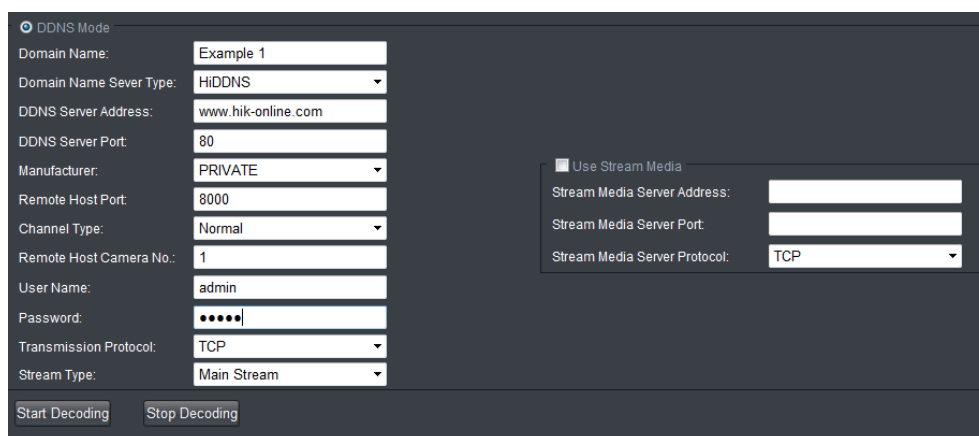 DDNS Mode
Domain Name: Example 1
Domain Name Sever Type: HiDDNS
DDNS Server Address: www.hik-online.com
DDNS Server Port: 80
Manufacturer: PRIVATE
Remote Host Port: 8000
Channel Type: Normal
Remote Host Camera No.: 1
User Name: admin
Password: •••••
Transmission Protocol: TCP
Stream Type: Main Stream
Use Stream Media
Stream Media Server Address:
Stream Media Server Port:
Stream Media Server Protocol: TCP
Start Decoding Stop Decoding